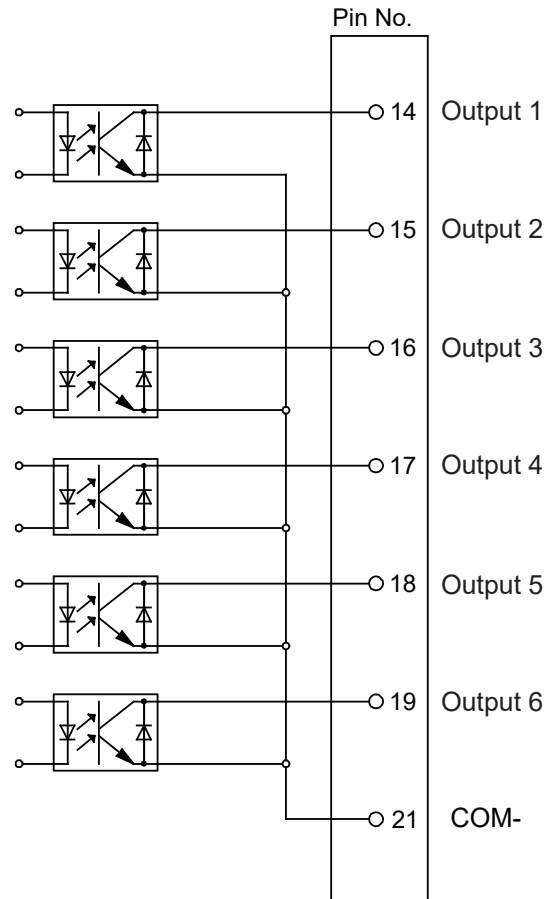 Pin No.
14 Output 1
15 Output 2
16 Output 3
17 Output 4
18 Output 5
19 Output 6
21 COM-